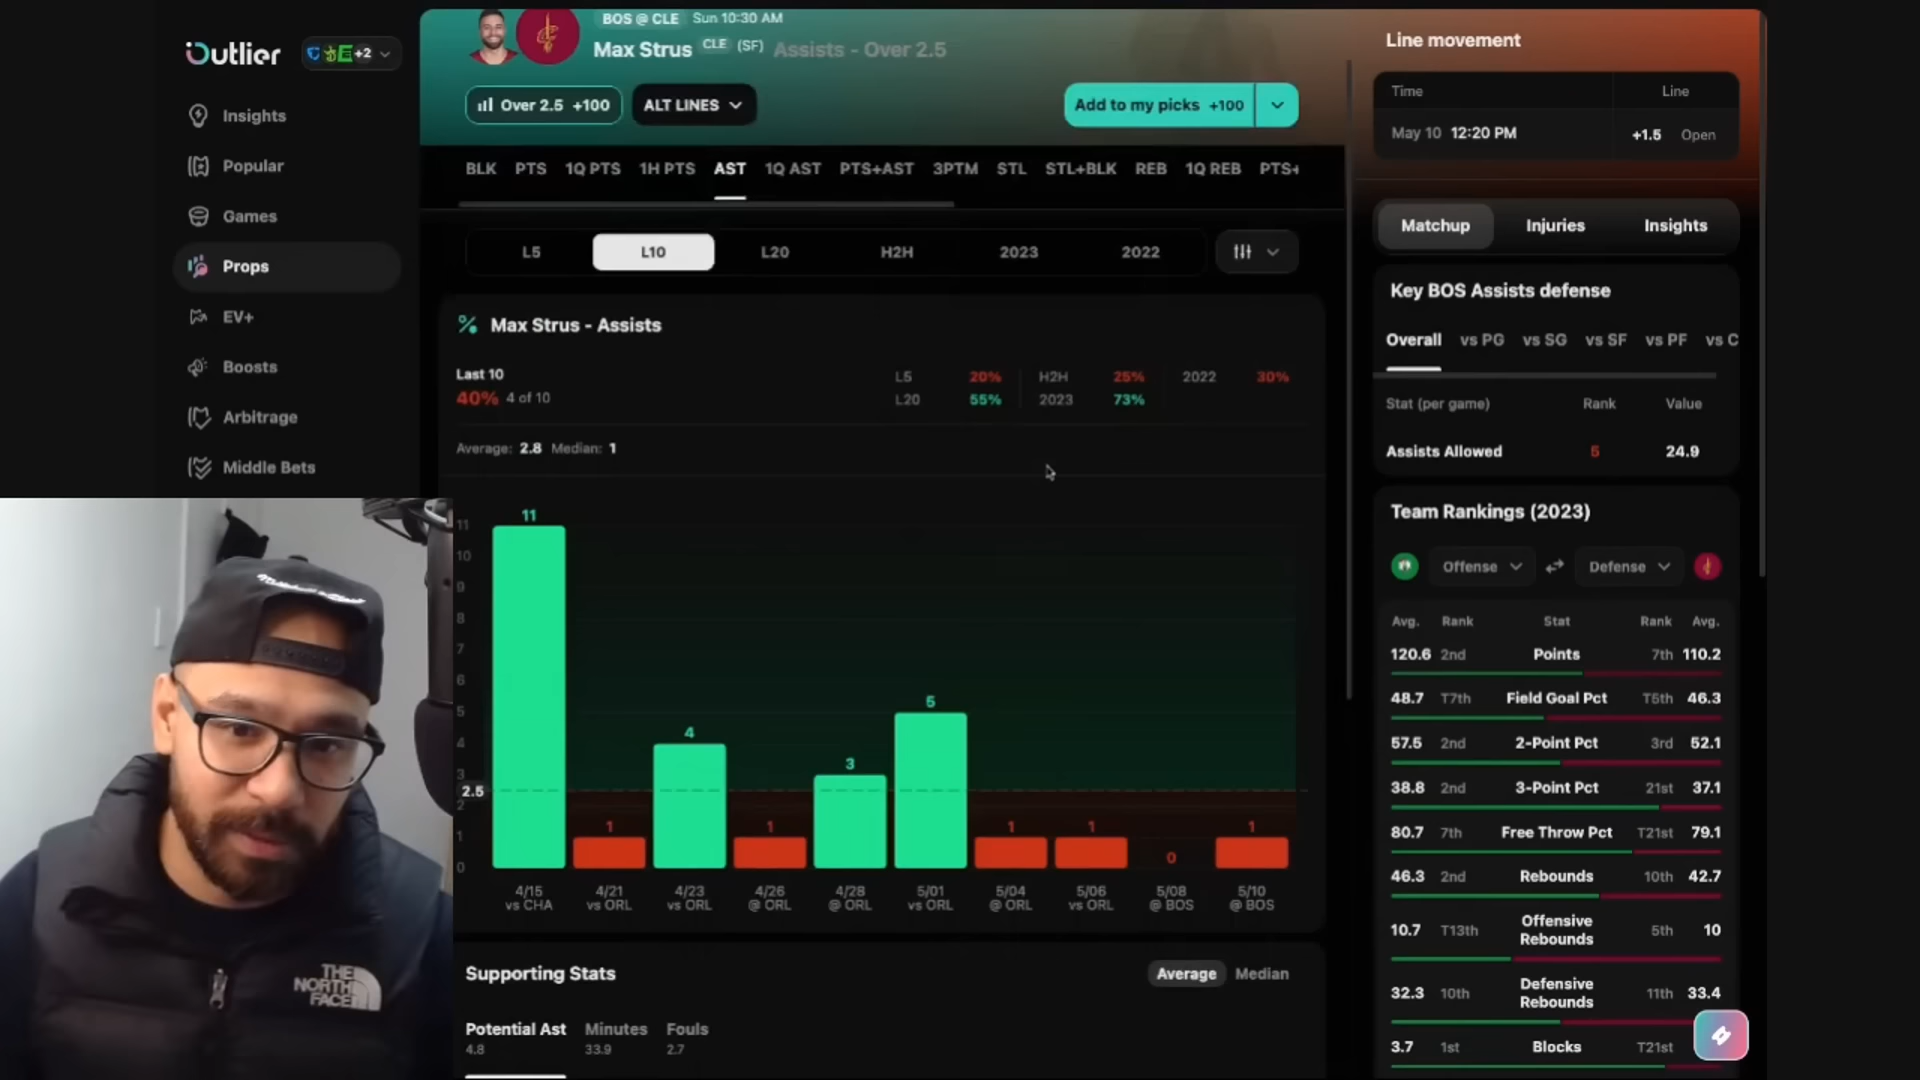 Outlier
+2
Insights
Popular
Games
Props
EV+
Boosts
Arbitrage
Middle Bets
BOS @ CLE Sun 10:30 AM
Max Strus CLE (SF) Assists - Over 2.5
Over 2.5 +100
ALT LINES
Add to my picks +100
BLK PTS 1Q PTS 1H PTS AST 1Q AST PTS+AST 3PTM STL STL+BLK REB 1Q REB PTS+
L5 L10 L20 H2H 2023 2022
Max Strus - Assists
Last 10
40% 4 of 10
L5 20% H2H 25% 2022 30%
L20 55% 2023 73%
Average: 2.8 Median: 1
11
10
9
8
7
6
5
4
3
2.5
2
1
0
11
1
4
1
3
5
1
1
0
1
4/15 4/21 4/23 4/26 4/28 5/01 5/04 5/06 5/08 5/10
vs CHA vs ORL vs ORL @ ORL @ ORL vs ORL @ ORL vs ORL @ BOS @ BOS
Supporting Stats
Average Median
Potential Ast Minutes Fouls
4.8 33.9 2.7
Line movement
Time Line
May 10 12:20 PM +1.5 Open
Matchup Injuries Insights
Key BOS Assists defense
Overall vs PG vs SG vs SF vs PF vs C
Stat (per game) Rank Value
Assists Allowed 5 24.9
Team Rankings (2023)
Offense Defense
Avg. Rank Stat Rank Avg.
120.6 2nd Points 7th 110.2
48.7 T7th Field Goal Pct T5th 46.3
57.5 2nd 2-Point Pct 3rd 52.1
38.8 2nd 3-Point Pct 21st 37.1
80.7 7th Free Throw Pct T21st 79.1
46.3 2nd Rebounds 10th 42.7
10.7 T13th Offensive Rebounds 5th 10
32.3 10th Defensive Rebounds 11th 33.4
3.7 1st Blocks T21st
THE
NORTH
FACE